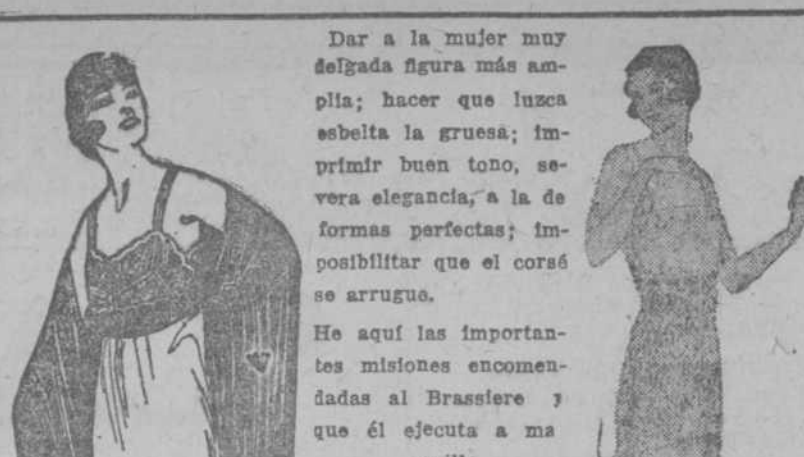 Dar a la mujer muy
delgada figura más am-
plia; hacer que luzca
esbelta la gruesa; im-
primir buen tono, se-
vera elegancia, a la de
formas perfectas; im-
posibilitar que el corsé
se arrugue.
He aquí las importan-
tes misiones encomen-
dadas al Brassiere y
que él ejecuta a ma